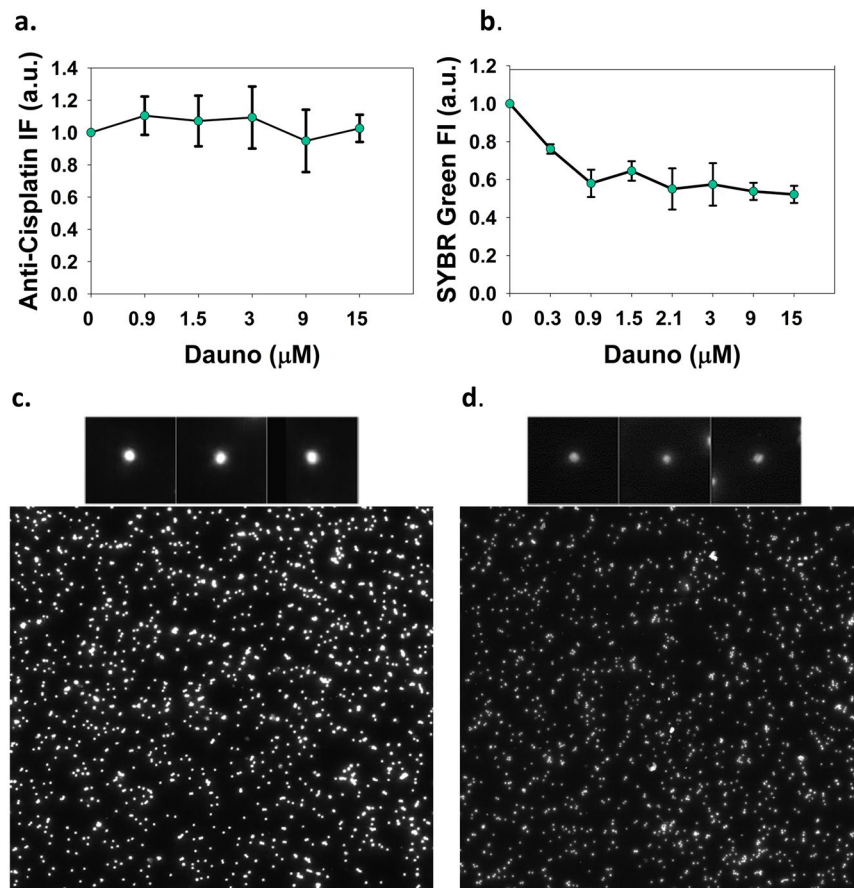 a.
Anti-Cisplatin IF (a.u.)
1.4
1.2
1.0
0.8
0.6
0.4
0.2
0.0
0 0.9 1.5 3 9 15
Dauno (μM)
b.
SYBR Green FI (a.u.)
1.2
1.0
0.8
0.6
0.4
0.2
0.0
0 0.3 0.9 1.5 2.1 3 9 15
Dauno (μM)
c.
d.